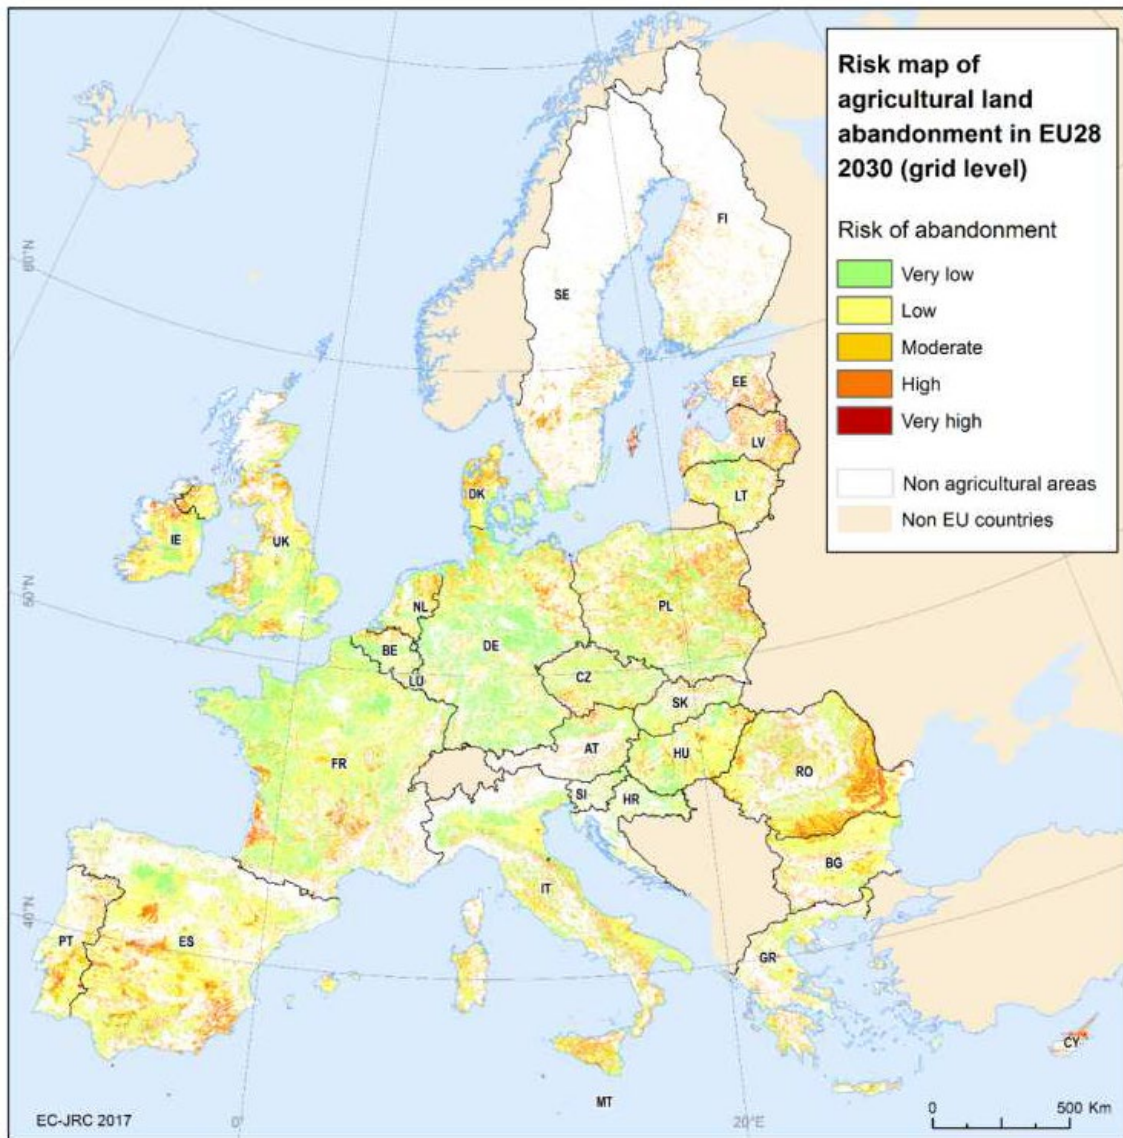 Risk map of
agricultural land
abandonment in EU28
2030 (grid level)
Risk of abandonment
Very low
Low
Moderate
High
Very high
Non agricultural areas
Non EU countries
60°N
50°N
40°N
FI
SE
EE
LV
LT
DK
IE
UK
NL
PL
BE
DE
LU
CZ
SK
AT
HU
FR
RO
SI
HR
BG
IT
PT
ES
GR
CY
MT
EC-JRC 2017
0°
20°E
0
500 Km